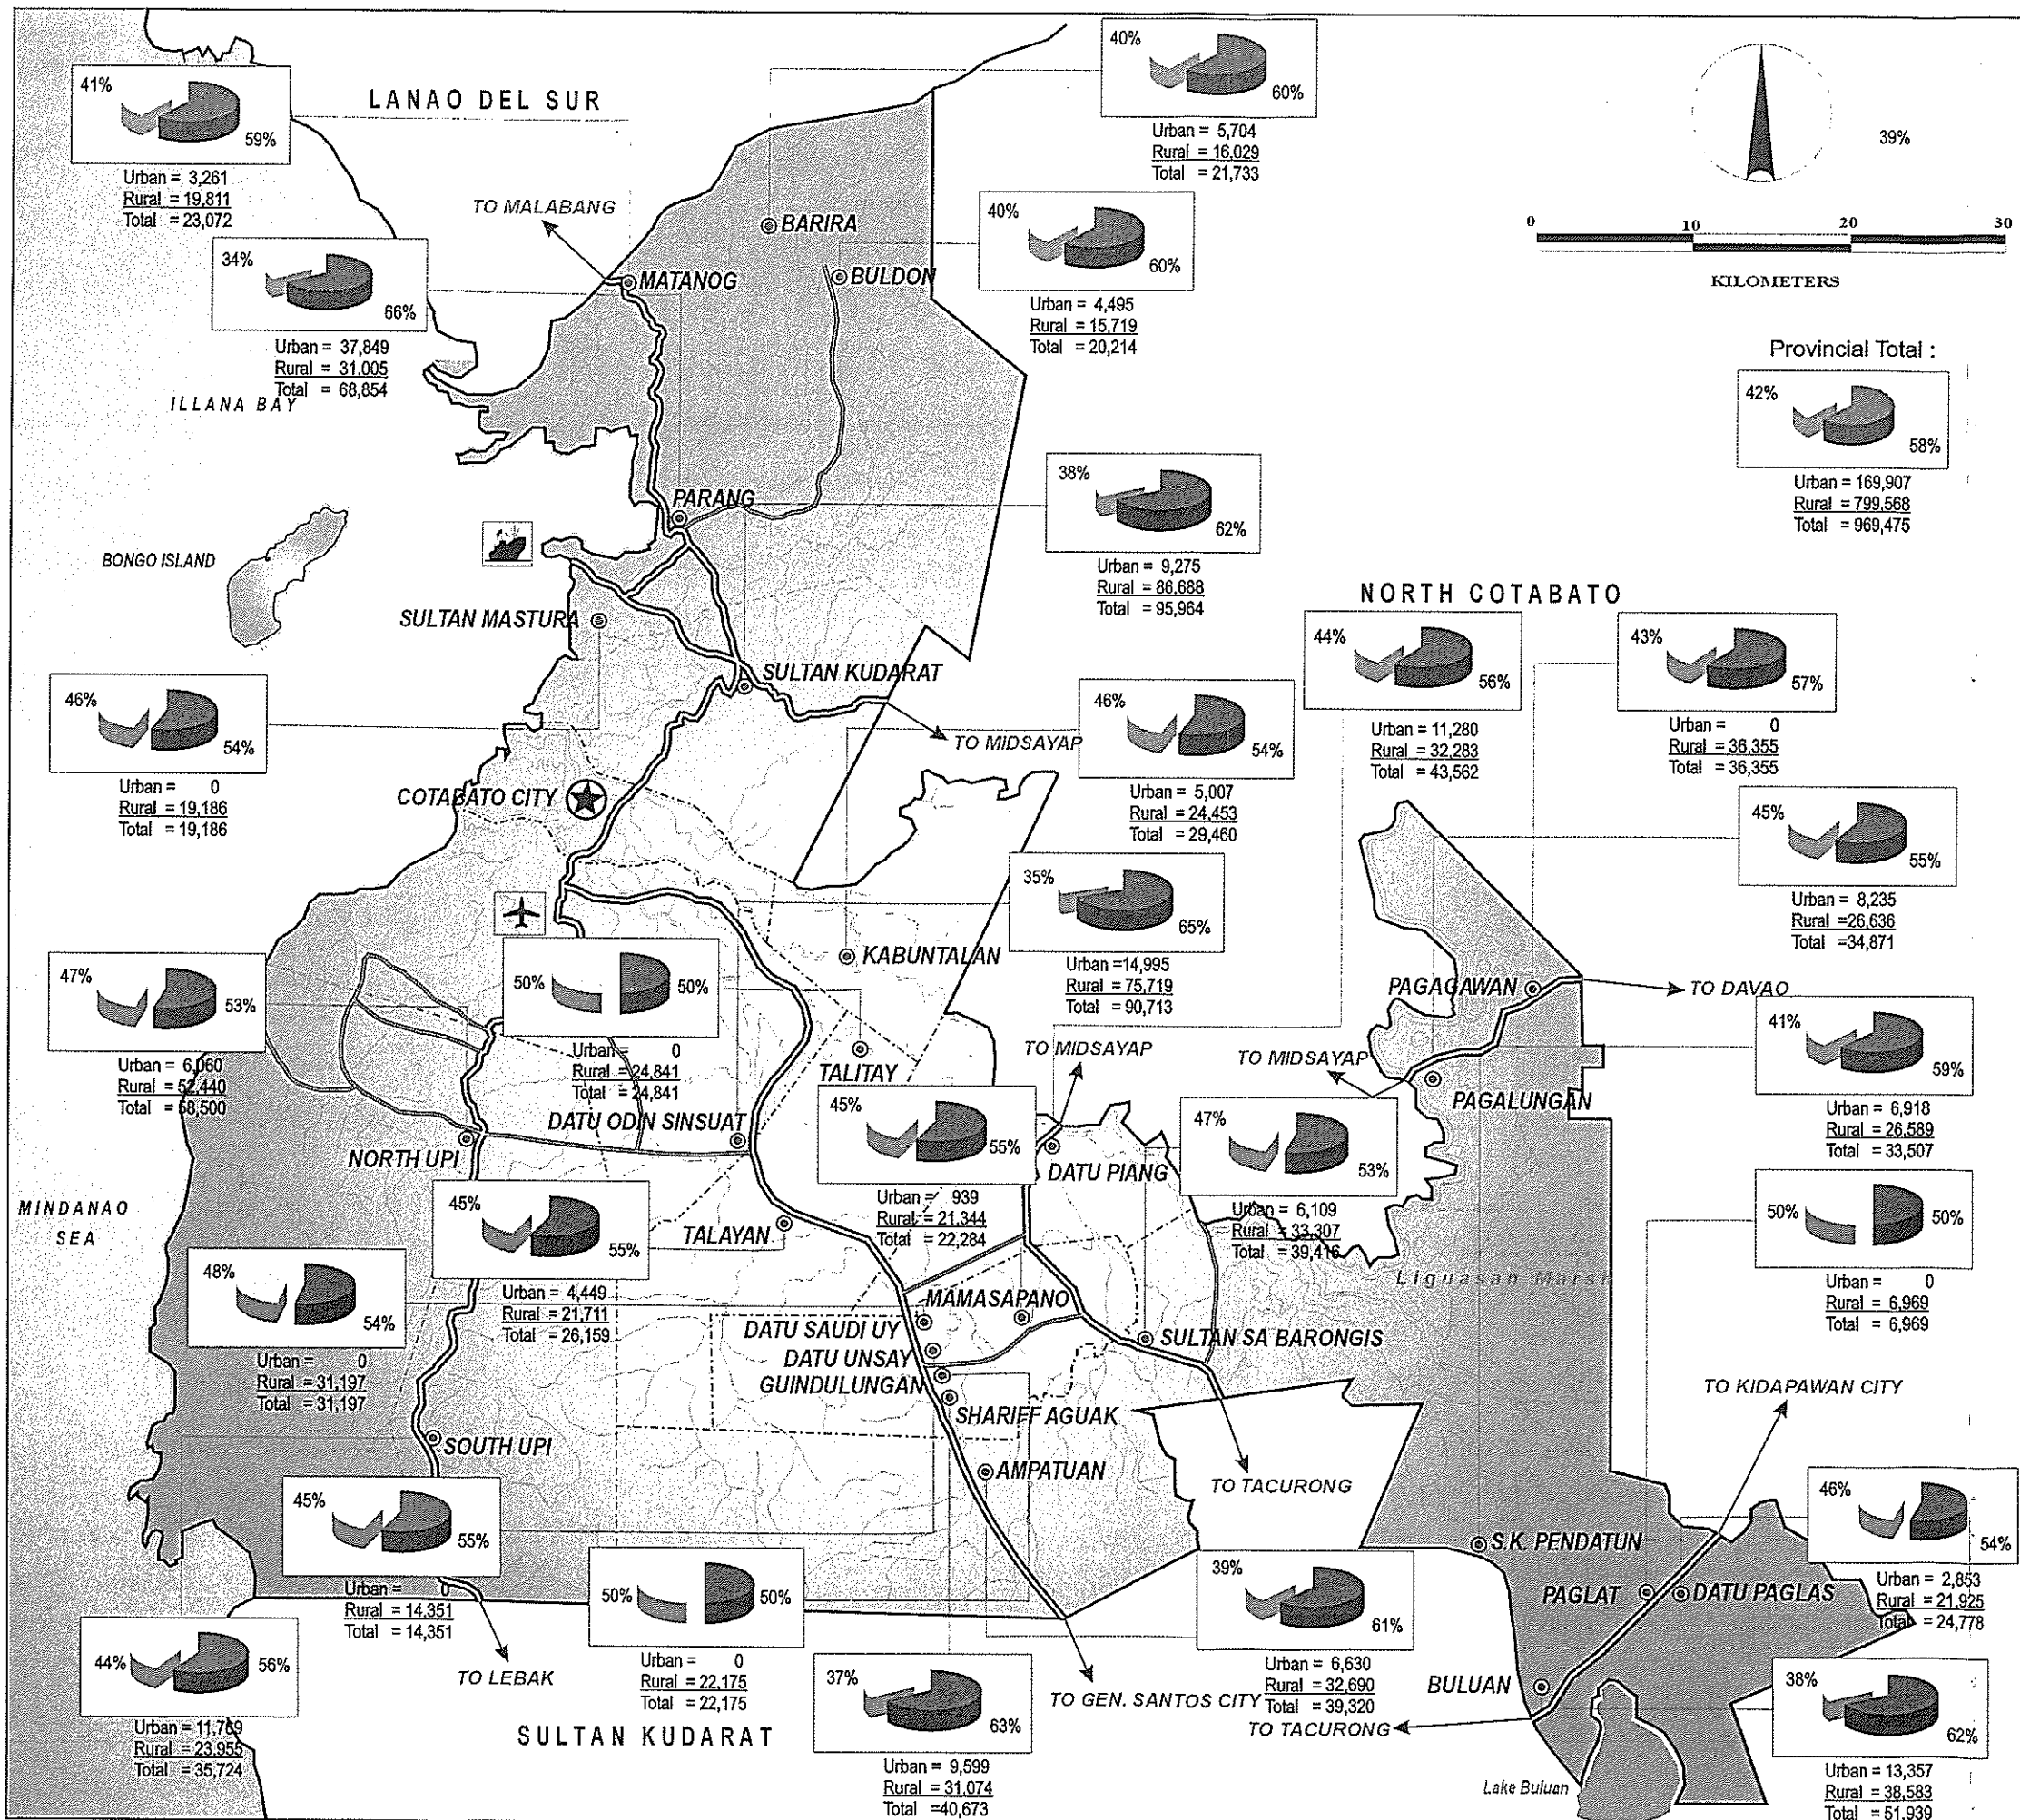 LANAO DEL SUR
41%
59%
Urban = 3,261
Rural = 19,811
Total = 23,072
40%
60%
Urban = 5,704
Rural = 16,029
Total = 21,733
39%
0 10 20 30
KILOMETERS
TO MALABANG
BARIRA
MATANOG
BULDON
34%
66%
Urban = 37,849
Rural = 31,005
Total = 68,854
40%
60%
Urban = 4,495
Rural = 15,719
Total = 20,214
Provincial Total :
42%
58%
Urban = 169,907
Rural = 799,568
Total = 969,475
ILLANA BAY
PARANG
38%
62%
Urban = 9,275
Rural = 86,688
Total = 95,964
BONGO ISLAND
NORTH COTABATO
SULTAN MASTURA
SULTAN KUDARAT
44%
56%
Urban = 11,280
Rural = 32,283
Total = 43,562
43%
57%
Urban = 0
Rural = 36,355
Total = 36,355
46%
54%
Urban = 0
Rural = 19,186
Total = 19,186
TO MIDSAYAP
46%
54%
Urban = 5,007
Rural = 24,453
Total = 29,460
COTABATO CITY
45%
55%
Urban = 8,235
Rural =26,636
Total =34,871
35%
65%
Urban =14,995
Rural = 75,719
Total = 90,713
KABUNTALAN
PAGAGAWAN
TO DAVAO
47%
53%
Urban = 6,060
Rural = 52,440
Total = 58,500
50%
50%
Urban = 0
Rural = 24,841
Total = 24,841
TALITAY
TO MIDSAYAP
TO MIDSAYAP
41%
59%
Urban = 6,918
Rural = 26,589
Total = 33,507
PAGALUNGAN
DATU ODIN SINSUAT
NORTH UPI
45%
55%
Urban = 939
Rural = 21,344
Total = 22,284
DATU PIANG
47%
53%
Urban = 6,109
Rural = 33,307
Total = 39,416
MINDANAO
SEA
45%
55%
Urban = 4,449
Rural = 21,711
Total = 26,159
TALAYAN
50%
50%
Urban = 0
Rural = 6,969
Total = 6,969
Liguasan Marsh
48%
54%
Urban = 0
Rural = 31,197
Total = 31,197
MAMASAPANO
DATU SAUDI UY
SULTAN SA BARONGIS
DATU UNSAY
GUINDULUNGAN
SHARIFF AGUAK
TO KIDAPAWAN CITY
SOUTH UPI
AMPATUAN
TO TACURONG
45%
55%
Urban = 0
Rural = 14,351
Total = 14,351
46%
54%
Urban = 2,853
Rural = 21,925
Total = 24,778
S.K. PENDATUN
PAGLAT
DATU PAGLAS
50%
50%
Urban = 0
Rural = 22,175
Total = 22,175
39%
61%
Urban = 6,630
Rural = 32,690
Total = 39,320
44%
56%
Urban = 11,769
Rural = 23,955
Total = 35,724
TO LEBAK
SULTAN KUDARAT
37%
63%
Urban = 9,599
Rural = 31,074
Total =40,673
TO GEN. SANTOS CITY
BULUAN
TO TACURONG
38%
62%
Urban = 13,357
Rural = 38,583
Total = 51,939
Lake Buluan